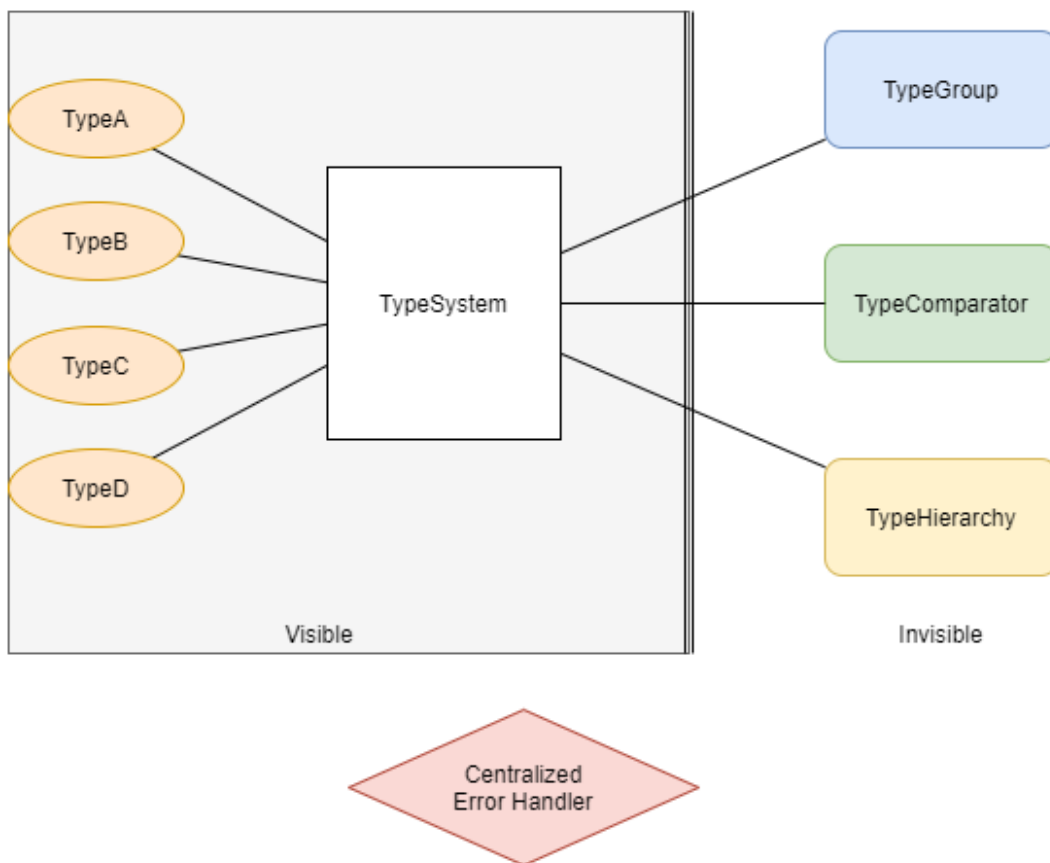 TypeA
TypeB
TypeC
TypeD
TypeSystem
TypeGroup
TypeComparator
TypeHierarchy
Visible
Invisible
Centralized
Error Handler